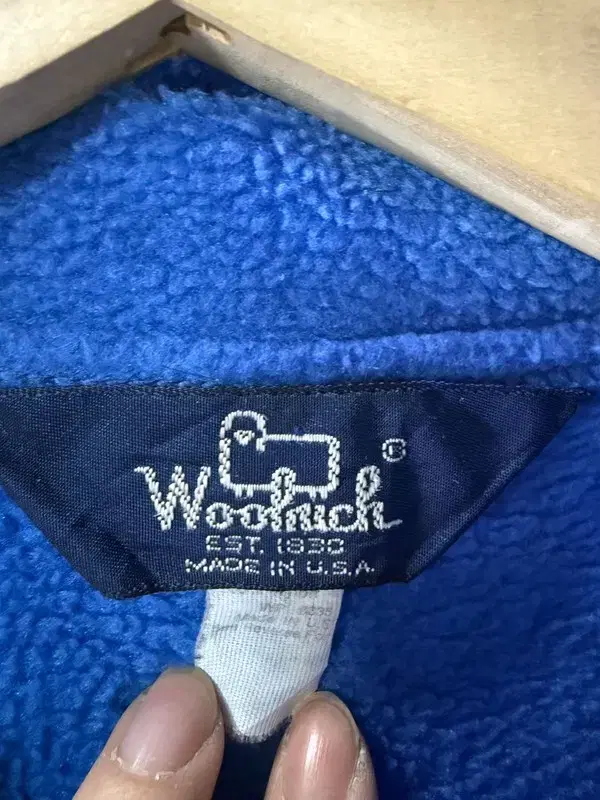 Woolrich
®
EST. 1830
MADE IN U.S.A.